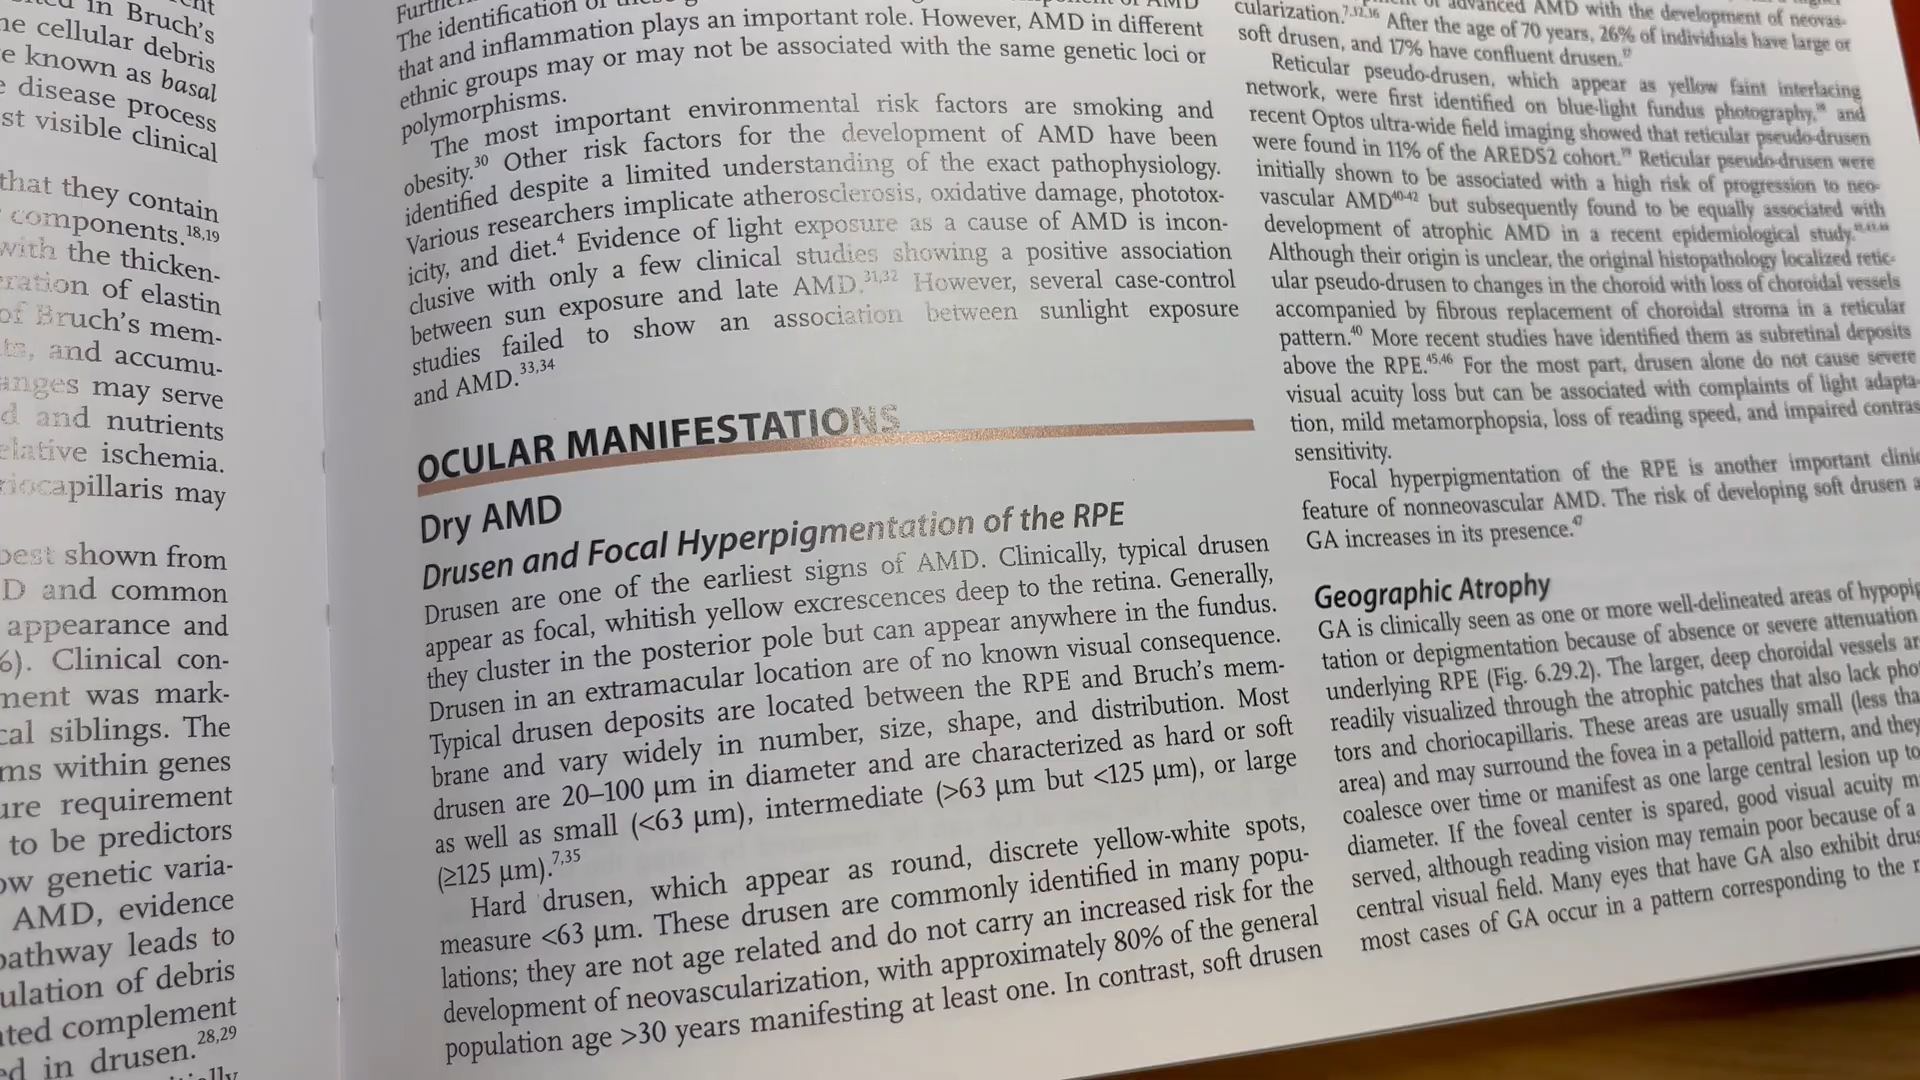 in Bruch's
cellular debris
known as basal
disease process
st visible clinical
that they contain
components.18,19
with the thicken-
ration of elastin
of Bruch's mem-
ts, and accumu-
anges may serve
d and nutrients
elative ischemia.
riocapillaris may
best shown from
D and common
appearance and
6). Clinical con-
ment was mark-
cal siblings. The
ms within genes
ure requirement
to be predictors
ow genetic varia-
AMD, evidence
pathway leads to
ulation of debris
ated complement
ed in drusen.28,29
The identification of
that and inflammation plays an important role. However, AMD in different
ethnic groups may or may not be associated with the same genetic loci or
polymorphisms.
The most important environmental risk factors are smoking and
obesity.30 Other risk factors for the development of AMD have been
identified despite a limited understanding of the exact pathophysiology.
Various researchers implicate atherosclerosis, oxidative damage, phototox-
icity, and diet.4 Evidence of light exposure as a cause of AMD is incon-
clusive with only a few clinical studies showing a positive association
between sun exposure and late AMD.31,32 However, several case-control
studies failed to show an association between sunlight exposure
and AMD.33,34
OCULAR MANIFESTATIONS
Dry AMD
Drusen and Focal Hyperpigmentation of the RPE
Drusen are one of the earliest signs of AMD. Clinically, typical drusen
appear as focal, whitish yellow excrescences deep to the retina. Generally,
they cluster in the posterior pole but can appear anywhere in the fundus.
Drusen in an extramacular location are of no known visual consequence.
Typical drusen deposits are located between the RPE and Bruch's mem-
brane and vary widely in number, size, shape, and distribution. Most
drusen are 20–100 µm in diameter and are characterized as hard or soft
as well as small (<63 µm), intermediate (>63 µm but <125 µm), or large
(≥125 µm).7,35
Hard drusen, which appear as round, discrete yellow-white spots,
measure <63 µm. These drusen are commonly identified in many popu-
lations; they are not age related and do not carry an increased risk for the
development of neovascularization, with approximately 80% of the general
population age >30 years manifesting at least one. In contrast, soft drusen
of advanced AMD with the development of neovas-
cularization.7,12,36 After the age of 70 years, 26% of individuals have large or
soft drusen, and 17% have confluent drusen.37
Reticular pseudo-drusen, which appear as yellow faint interlacing
network, were first identified on blue-light fundus photography,38 and
recent Optos ultra-wide field imaging showed that reticular pseudo-drusen
were found in 11% of the AREDS2 cohort.39 Reticular pseudo-drusen were
initially shown to be associated with a high risk of progression to neo-
vascular AMD40-42 but subsequently found to be equally associated with
development of atrophic AMD in a recent epidemiological study.
Although their origin is unclear, the original histopathology localized retic-
ular pseudo-drusen to changes in the choroid with loss of choroidal vessels
accompanied by fibrous replacement of choroidal stroma in a reticular
pattern.40 More recent studies have identified them as subretinal deposits
above the RPE.45,46 For the most part, drusen alone do not cause severe
visual acuity loss but can be associated with complaints of light adapta-
tion, mild metamorphopsia, loss of reading speed, and impaired contras
sensitivity.
Focal hyperpigmentation of the RPE is another important clinic
feature of nonneovascular AMD. The risk of developing soft drusen a
GA increases in its presence.47
Geographic Atrophy
GA is clinically seen as one or more well-delineated areas of hypopig
tation or depigmentation because of absence or severe attenuation
underlying RPE (Fig. 6.29.2). The larger, deep choroidal vessels ar
readily visualized through the atrophic patches that also lack pho
tors and choriocapillaris. These areas are usually small (less tha
area) and may surround the fovea in a petalloid pattern, and they
coalesce over time or manifest as one large central lesion up to
diameter. If the foveal center is spared, good visual acuity m
served, although reading vision may remain poor because of a
central visual field. Many eyes that have GA also exhibit drus
most cases of GA occur in a pattern corresponding to the r